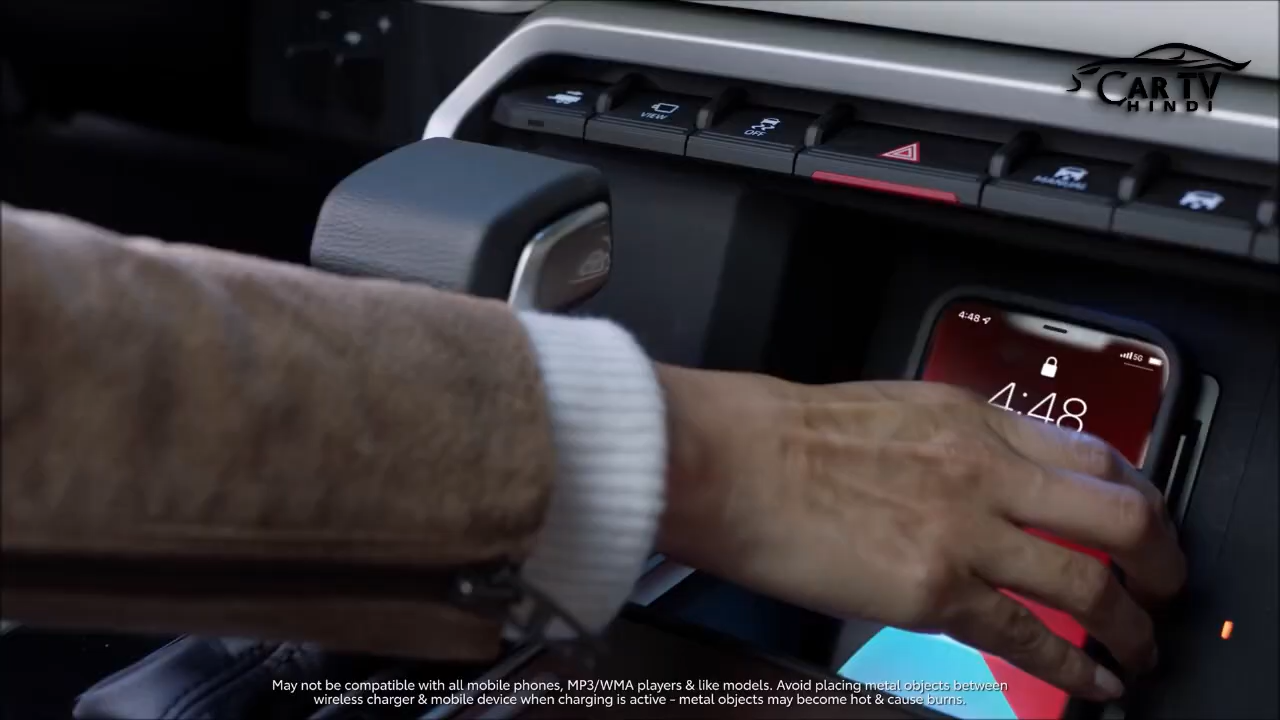 CAR TV
HINDI
VIEW
OFF
MANUAL
4:48
5G
4:48
May not be compatible with all mobile phones, MP3/WMA players & like models. Avoid placing metal objects between
wireless charger & mobile device when charging is active - metal objects may become hot & cause burns.